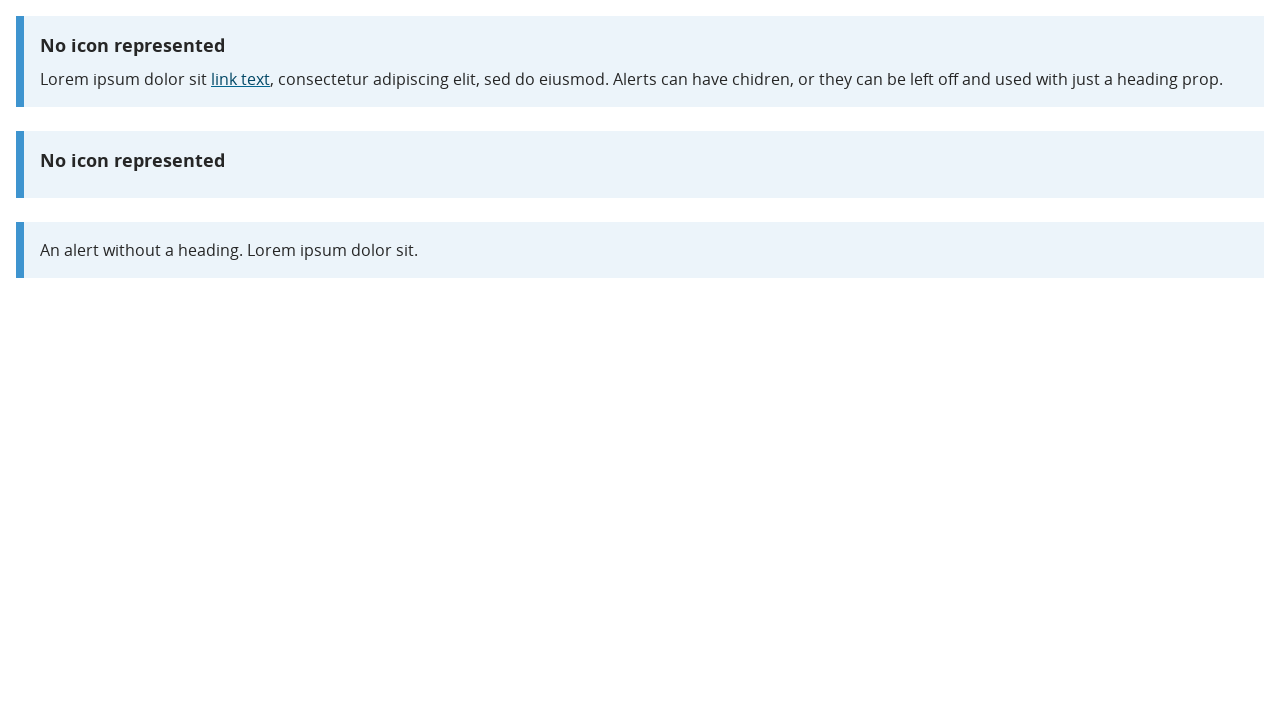 No icon represented
Lorem ipsum dolor sit link text, consectetur adipiscing elit, sed do eiusmod. Alerts can have chidren, or they can be left off and used with just a heading prop.
No icon represented
An alert without a heading. Lorem ipsum dolor sit.